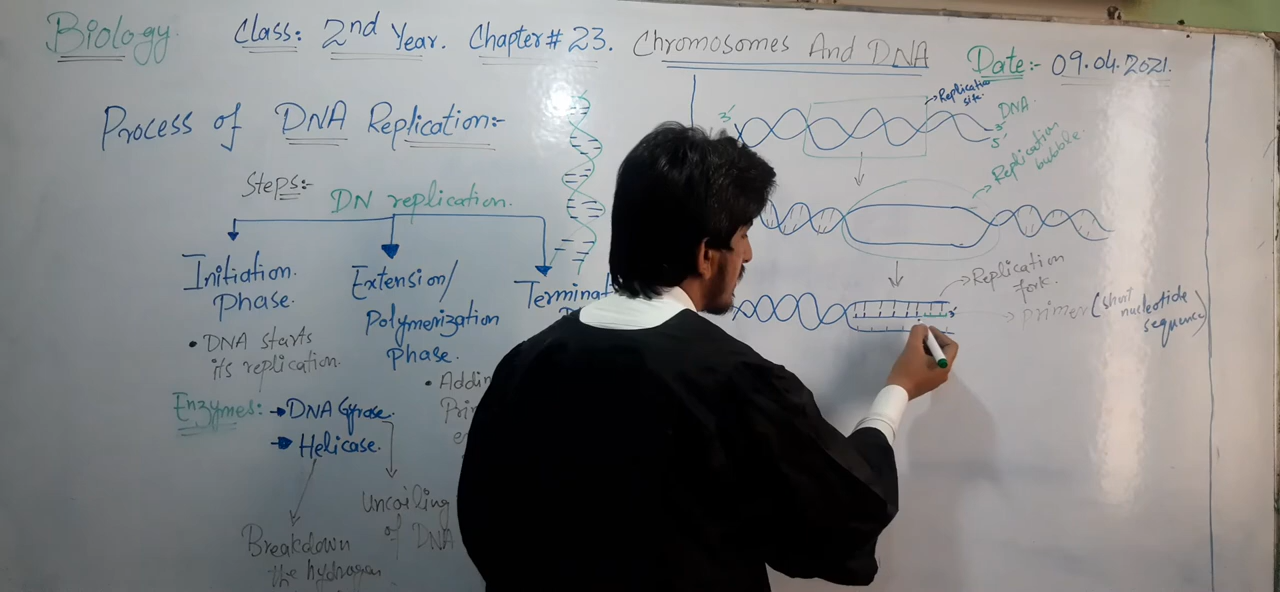 Biology.
Class: 2nd Year. Chapter # 23. Chromosomes And DNA
Date:- 09.04.2021.
Process of DNA Replication:-
Steps:-
DN replication.
Initiation
Phase.
• DNA starts
its replication.
Enzymes: → DNA Gyrase.
→ Helicase.
Breakdown
the hydrogen
Uncoiling
of DNA
Extension/
Polymerization
Phase.
• Addin
Pri
e
Terminat
P
Replication
site.
3'
DNA.
3'
5'
Replication
bubble.
Replication
fork.
Primer (short
nucleotide
sequence)